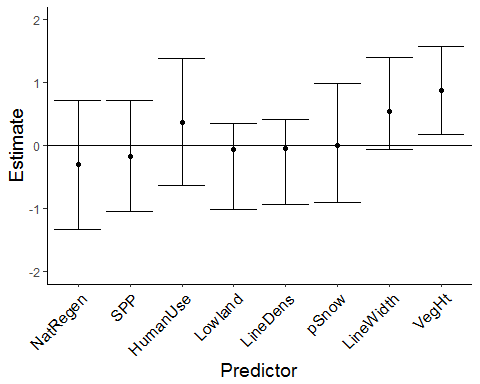 2
1
0
-1
-2
Estimate
NatRegen
SPP
HumanUse
Lowland
LineDens
pSnow
LineWidth
VegHt
Predictor